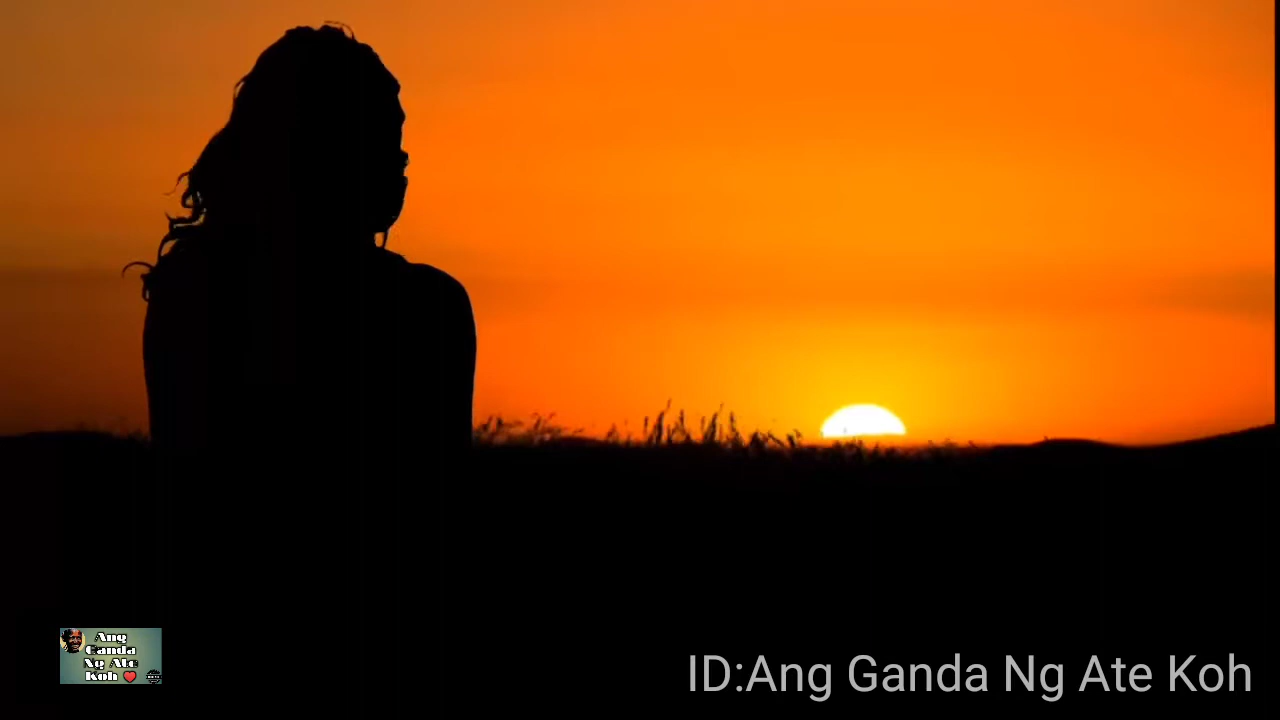 Ang
Ganda
Ng Ate
Koh ❤️
ID:Ang Ganda Ng Ate Koh